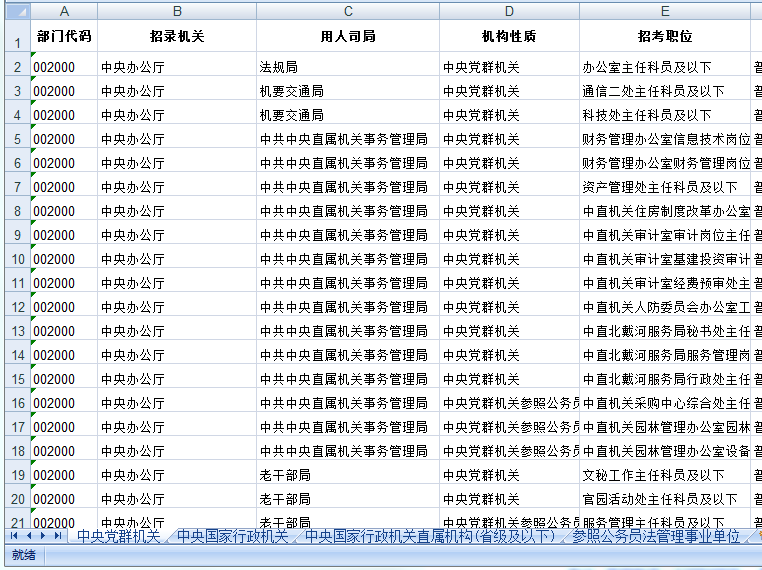 A B C D E
1 部门代码 招录机关 用人司局 机构性质 招考职位
2 002000 中央办公厅 法规局 中央党群机关 办公室主任科员及以下 普
3 002000 中央办公厅 机要交通局 中央党群机关 通信二处主任科员及以下 普
4 002000 中央办公厅 机要交通局 中央党群机关 科技处主任科员及以下 普
5 002000 中央办公厅 中共中央直属机关事务管理局 中央党群机关 财务管理办公室信息技术岗位 普
6 002000 中央办公厅 中共中央直属机关事务管理局 中央党群机关 财务管理办公室财务管理岗位 普
7 002000 中央办公厅 中共中央直属机关事务管理局 中央党群机关 资产管理处主任科员及以下 普
8 002000 中央办公厅 中共中央直属机关事务管理局 中央党群机关 中直机关住房制度改革办公室 普
9 002000 中央办公厅 中共中央直属机关事务管理局 中央党群机关 中直机关审计室审计岗位主任 普
10 002000 中央办公厅 中共中央直属机关事务管理局 中央党群机关 中直机关审计室基建投资审计 普
11 002000 中央办公厅 中共中央直属机关事务管理局 中央党群机关 中直机关审计室经费预审处主 普
12 002000 中央办公厅 中共中央直属机关事务管理局 中央党群机关 中直机关人防委员会办公室工 普
13 002000 中央办公厅 中共中央直属机关事务管理局 中央党群机关 中直北戴河服务局秘书处主任 普
14 002000 中央办公厅 中共中央直属机关事务管理局 中央党群机关 中直北戴河服务局服务管理岗 普
15 002000 中央办公厅 中共中央直属机关事务管理局 中央党群机关 中直北戴河服务局行政处主任 普
16 002000 中央办公厅 中共中央直属机关事务管理局 中央党群机关参照公务员 中直机关采购中心综合处主任 普
17 002000 中央办公厅 中共中央直属机关事务管理局 中央党群机关参照公务员 中直机关园林管理办公室园林 普
18 002000 中央办公厅 中共中央直属机关事务管理局 中央党群机关参照公务员 中直机关园林管理办公室设备 普
19 002000 中央办公厅 老干部局 中央党群机关 文秘工作主任科员及以下 普
20 002000 中央办公厅 老干部局 中央党群机关 官园活动处主任科员及以下 普
21 002000 中央办公厅 老干部局 中央党群机关 服务管理主任科员及以下 普
中央党群机关 中央国家行政机关 中央国家行政机关直属机构(省级及以下) 参照公务员法管理事业单位
就绪